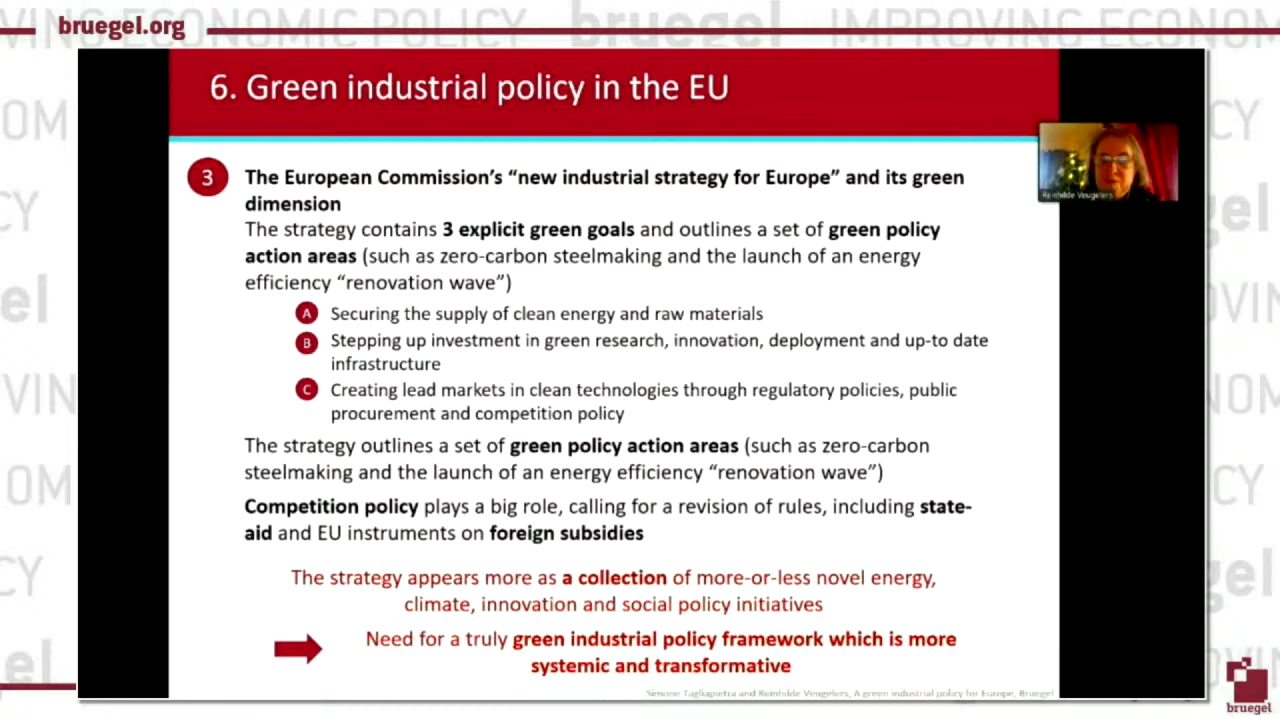 bruegel.org
6. Green industrial policy in the EU
Reinhilde Veugelers
3
The European Commission's “new industrial strategy for Europe” and its green
dimension
The strategy contains 3 explicit green goals and outlines a set of green policy
action areas (such as zero-carbon steelmaking and the launch of an energy
efficiency “renovation wave”)
A Securing the supply of clean energy and raw materials
B Stepping up investment in green research, innovation, deployment and up-to date
infrastructure
C Creating lead markets in clean technologies through regulatory policies, public
procurement and competition policy
The strategy outlines a set of green policy action areas (such as zero-carbon
steelmaking and the launch of an energy efficiency “renovation wave”)
Competition policy plays a big role, calling for a revision of rules, including state-
aid and EU instruments on foreign subsidies
The strategy appears more as a collection of more-or-less novel energy,
climate, innovation and social policy initiatives
Need for a truly green industrial policy framework which is more
systemic and transformative
Simone Tagliapietra and Reinhilde Veugelers, A green industrial policy for Europe, Bruegel
bruegel